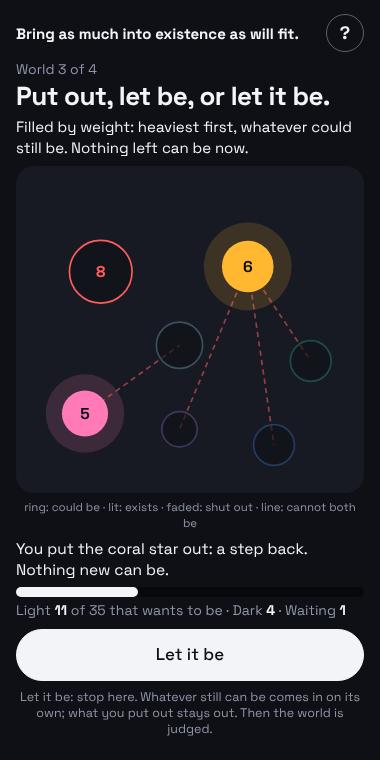 Bring as much into existence as will fit.
?
World 3 of 4
Put out, let be, or let it be.
Filled by weight: heaviest first, whatever could
still be. Nothing left can be now.
8
6
5
ring: could be · lit: exists · faded: shut out · line: cannot both
be
You put the coral star out: a step back.
Nothing new can be.
Light 11 of 35 that wants to be · Dark 4 · Waiting 1
Let it be
Let it be: stop here. Whatever still can be comes in on its
own; what you put out stays out. Then the world is
judged.